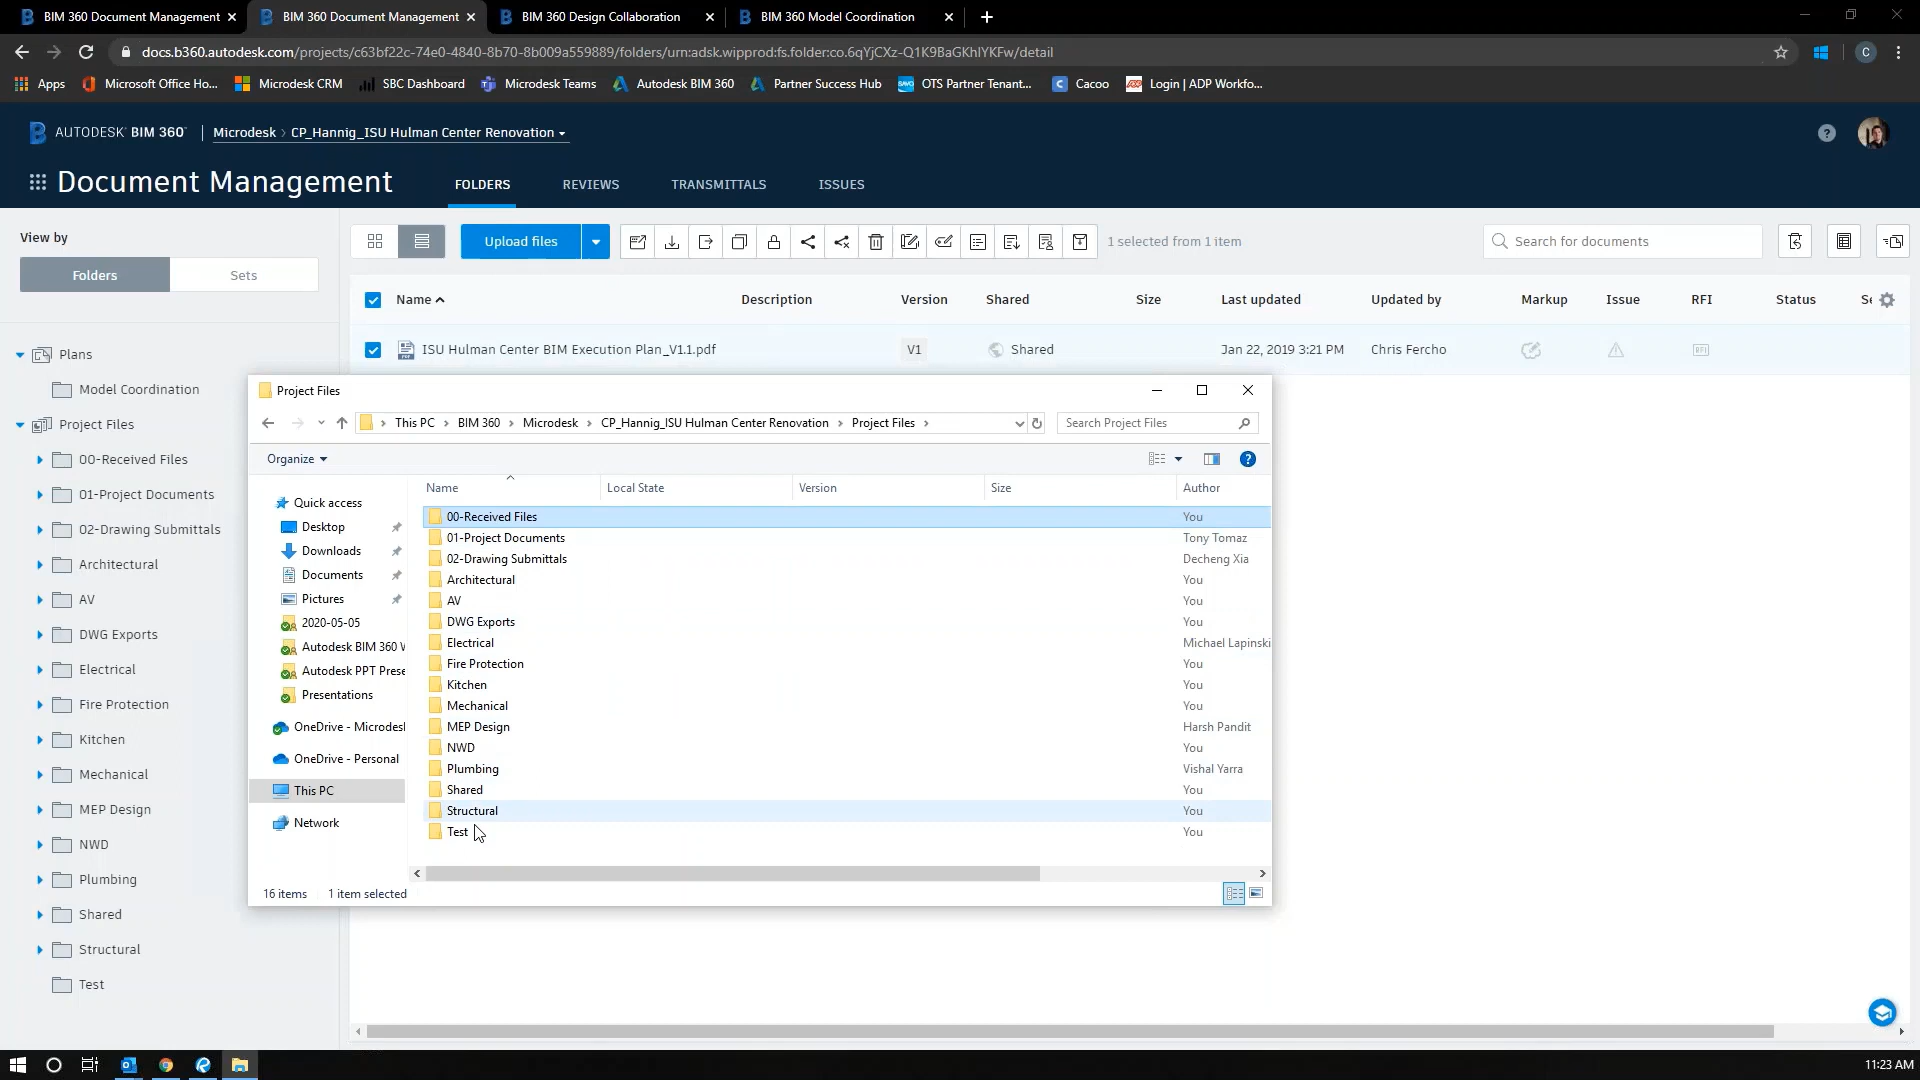 BIM 360 Document Management
BIM 360 Document Management
BIM 360 Design Collaboration
BIM 360 Model Coordination
docs.b360.autodesk.com/projects/c63bf22c-74e0-4840-8b70-8b009a559889/folders/urn:adsk.wipprod:fs.folder:co.6qYjCXz-Q1K9BaGKhlYKFw/detail
C
Apps
Microsoft Office Ho...
Microdesk CRM
SBC Dashboard
Microdesk Teams
Autodesk BIM 360
Partner Success Hub
OTS Partner Tenant...
Cacoo
Login | ADP Workfo...
AUTODESK® BIM 360™
Microdesk > CP_Hannig_ISU Hulman Center Renovation
Document Management
FOLDERS
REVIEWS
TRANSMITTALS
ISSUES
View by
Folders
Sets
Upload files
1 selected from 1 item
Search for documents
Name
Description
Version
Shared
Size
Last updated
Updated by
Markup
Issue
RFI
Status
ISU Hulman Center BIM Execution Plan_V1.1.pdf
V1
Shared
Jan 22, 2019 3:21 PM
Chris Fercho
RFI
Plans
Model Coordination
Project Files
00-Received Files
01-Project Documents
02-Drawing Submittals
Architectural
AV
DWG Exports
Electrical
Fire Protection
Kitchen
Mechanical
MEP Design
NWD
Plumbing
Shared
Structural
Test
Project Files
This PC > BIM 360 > Microdesk > CP_Hannig_ISU Hulman Center Renovation > Project Files >
Search Project Files
Organize
Quick access
Desktop
Downloads
Documents
Pictures
2020-05-05
Autodesk BIM 360 W
Autodesk PPT Prese
Presentations
OneDrive - Microdesk
OneDrive - Personal
This PC
Network
Name
Local State
Version
Size
Author
00-Received Files You
01-Project Documents Tony Tomaz
02-Drawing Submittals Decheng Xia
Architectural You
AV You
DWG Exports You
Electrical Michael Lapinski
Fire Protection You
Kitchen You
Mechanical You
MEP Design Harsh Pandit
NWD You
Plumbing Vishal Yarra
Shared You
Structural You
Test You
16 items
1 item selected
11:23 AM